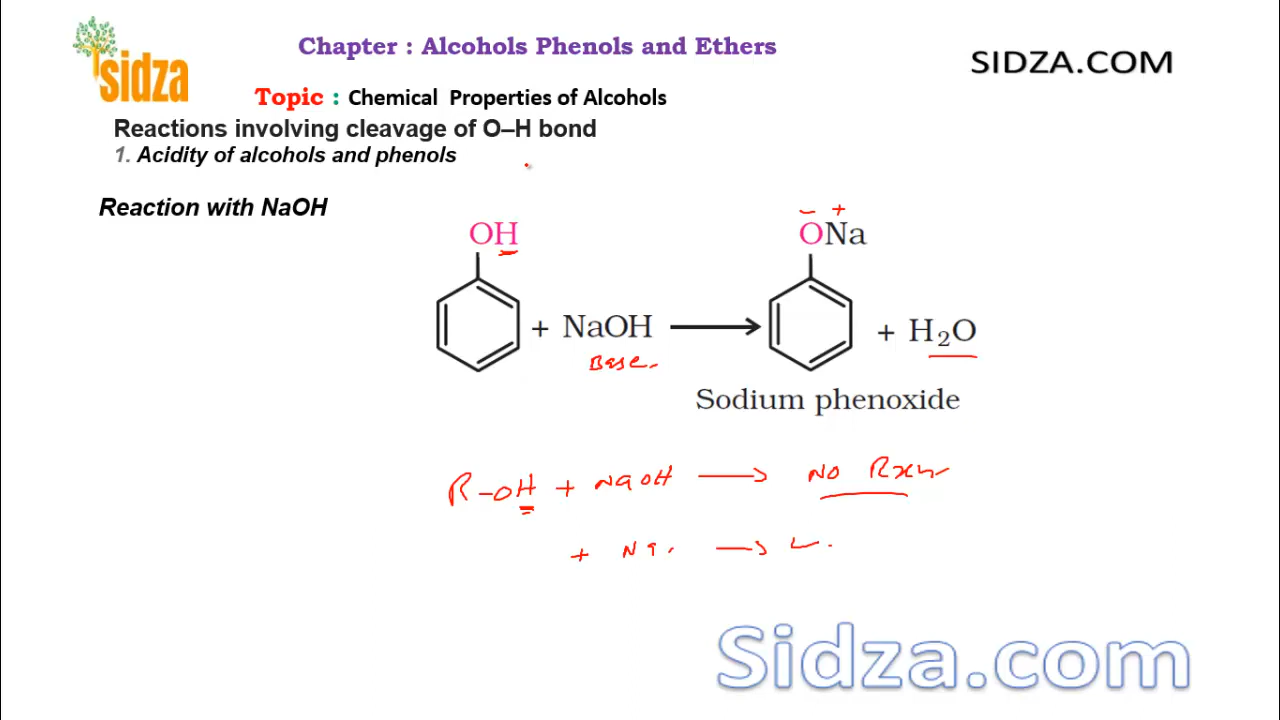 sidza
Chapter : Alcohols Phenols and Ethers
SIDZA.COM
Topic : Chemical Properties of Alcohols
Reactions involving cleavage of O–H bond
1. Acidity of alcohols and phenols
Reaction with NaOH
OH
− +
ONa
+ NaOH ⟶ + H₂O
Base.
Sodium phenoxide
R-OH + NaOH ⟶ NO Rxn
+ Na. ⟶
Sidza.com